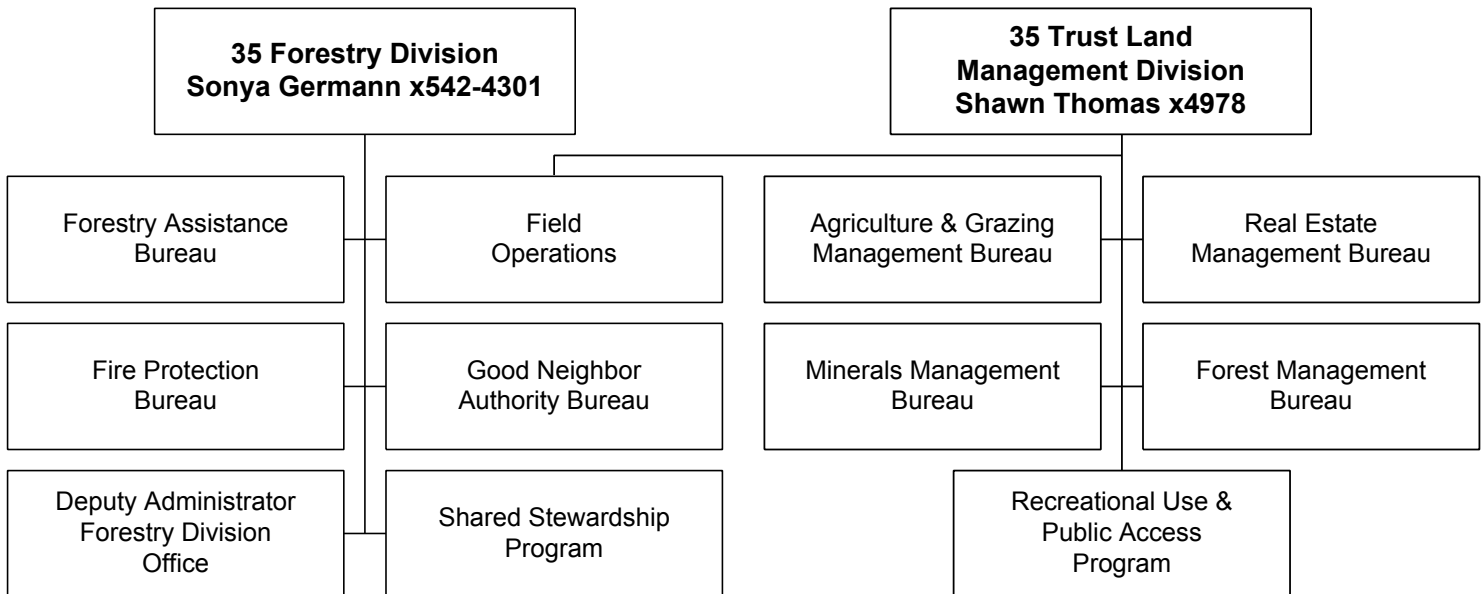 35 Forestry Division
Sonya Germann x542-4301
35 Trust Land
Management Division
Shawn Thomas x4978
Forestry Assistance
Bureau
Field
Operations
Agriculture & Grazing
Management Bureau
Real Estate
Management Bureau
Fire Protection
Bureau
Good Neighbor
Authority Bureau
Minerals Management
Bureau
Forest Management
Bureau
Deputy Administrator
Forestry Division
Office
Shared Stewardship
Program
Recreational Use &
Public Access
Program